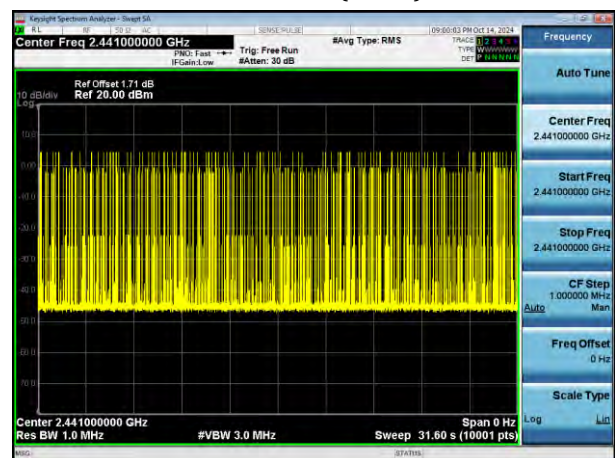 Keysight Spectrum Analyzer - Swept SA
RL RF 50 Ω AC SENSE:PULSE 09:00:03 PM Oct 14, 2024
Center Freq 2.441000000 GHz #Avg Type: RMS TRACE 1 2 3 4 5 6
PNO: Fast Trig: Free Run TYPE
IFGain:Low #Atten: 30 dB DET P N N N N N
Ref Offset 1.71 dB
10 dB/div Ref 20.00 dBm
Log
10.0
0.00
-10.0
-20.0
-30.0
-40.0
-50.0
-60.0
-70.0
Center 2.441000000 GHz Span 0 Hz
Res BW 1.0 MHz #VBW 3.0 MHz Sweep 31.60 s (10001 pts)
MSG STATUS
Frequency
Auto Tune
Center Freq
2.441000000 GHz
Start Freq
2.441000000 GHz
Stop Freq
2.441000000 GHz
CF Step
1.000000 MHz
Auto Man
Freq Offset
0 Hz
Scale Type
Log Lin